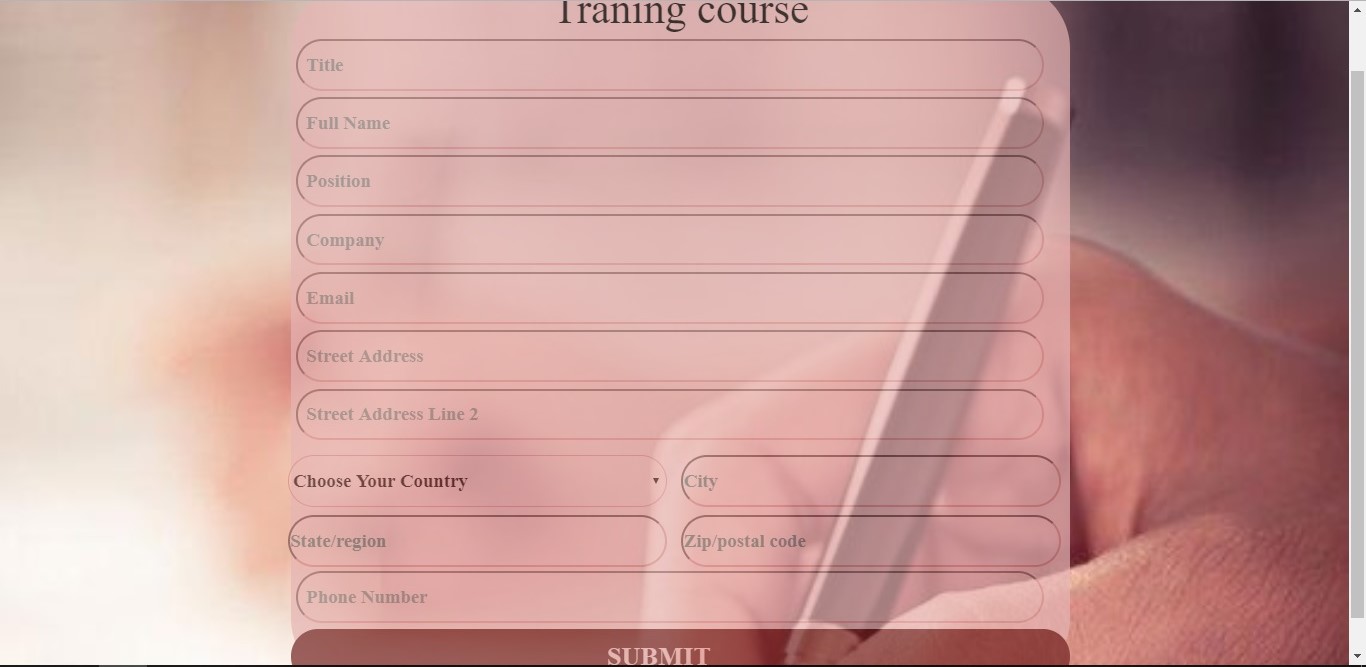 Traning course
Title
Full Name
Position
Company
Email
Street Address
Street Address Line 2
Choose Your Country
City
State/region
Zip/postal code
Phone Number
SUBMIT